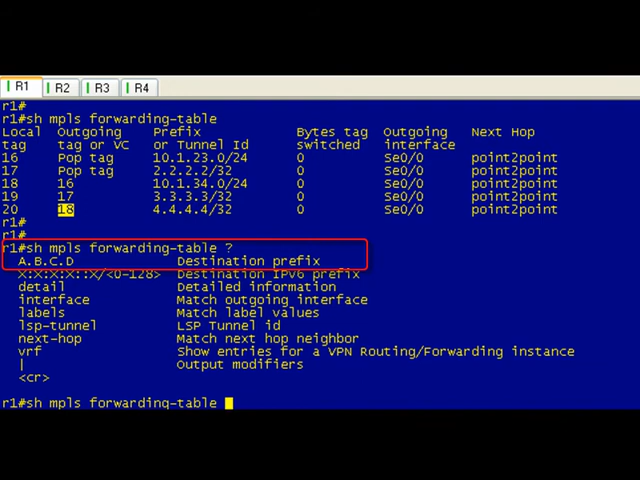 R1 R2 R3 R4
r1#
r1#sh mpls forwarding-table
Local Outgoing Prefix Bytes tag Outgoing Next Hop
tag tag or VC or Tunnel Id switched interface
16 Pop tag 10.1.23.0/24 0 Se0/0 point2point
17 Pop tag 2.2.2.2/32 0 Se0/0 point2point
18 16 10.1.34.0/24 0 Se0/0 point2point
19 17 3.3.3.3/32 0 Se0/0 point2point
20 18 4.4.4.4/32 0 Se0/0 point2point
r1#
r1#
r1#sh mpls forwarding-table ?
A.B.C.D Destination prefix
X:X:X:X::X/<0-128> Destination IPv6 prefix
detail Detailed information
interface Match outgoing interface
labels Match label values
lsp-tunnel LSP Tunnel id
next-hop Match next hop neighbor
vrf Show entries for a VPN Routing/Forwarding instance
| Output modifiers
<cr>
r1#sh mpls forwarding-table